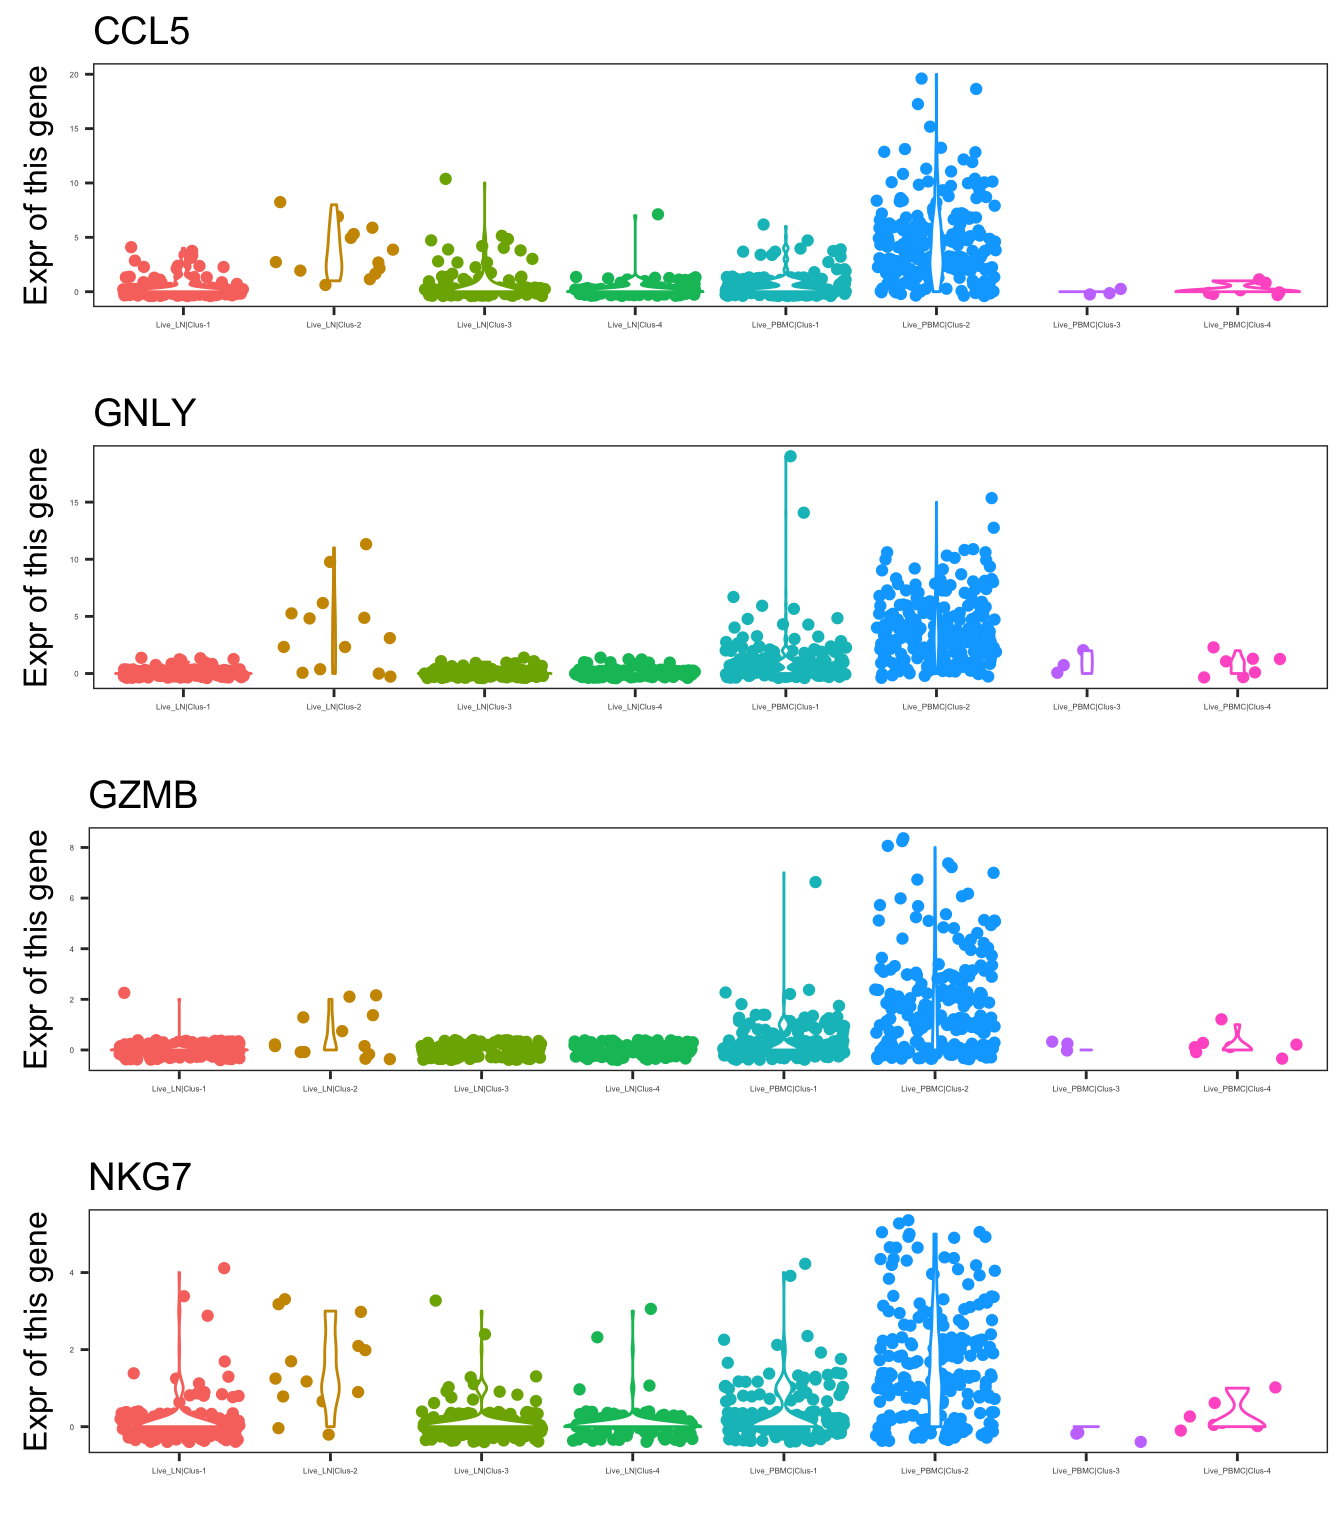 CCL5
Expr of this gene
20
15
10
5
0
Live_LN|Clus-1 Live_LN|Clus-2 Live_LN|Clus-3 Live_LN|Clus-4 Live_PBMC|Clus-1 Live_PBMC|Clus-2 Live_PBMC|Clus-3 Live_PBMC|Clus-4
GNLY
Expr of this gene
15
10
5
0
Live_LN|Clus-1 Live_LN|Clus-2 Live_LN|Clus-3 Live_LN|Clus-4 Live_PBMC|Clus-1 Live_PBMC|Clus-2 Live_PBMC|Clus-3 Live_PBMC|Clus-4
GZMB
Expr of this gene
8
6
4
2
0
Live_LN|Clus-1 Live_LN|Clus-2 Live_LN|Clus-3 Live_LN|Clus-4 Live_PBMC|Clus-1 Live_PBMC|Clus-2 Live_PBMC|Clus-3 Live_PBMC|Clus-4
NKG7
Expr of this gene
4
2
0
Live_LN|Clus-1 Live_LN|Clus-2 Live_LN|Clus-3 Live_LN|Clus-4 Live_PBMC|Clus-1 Live_PBMC|Clus-2 Live_PBMC|Clus-3 Live_PBMC|Clus-4